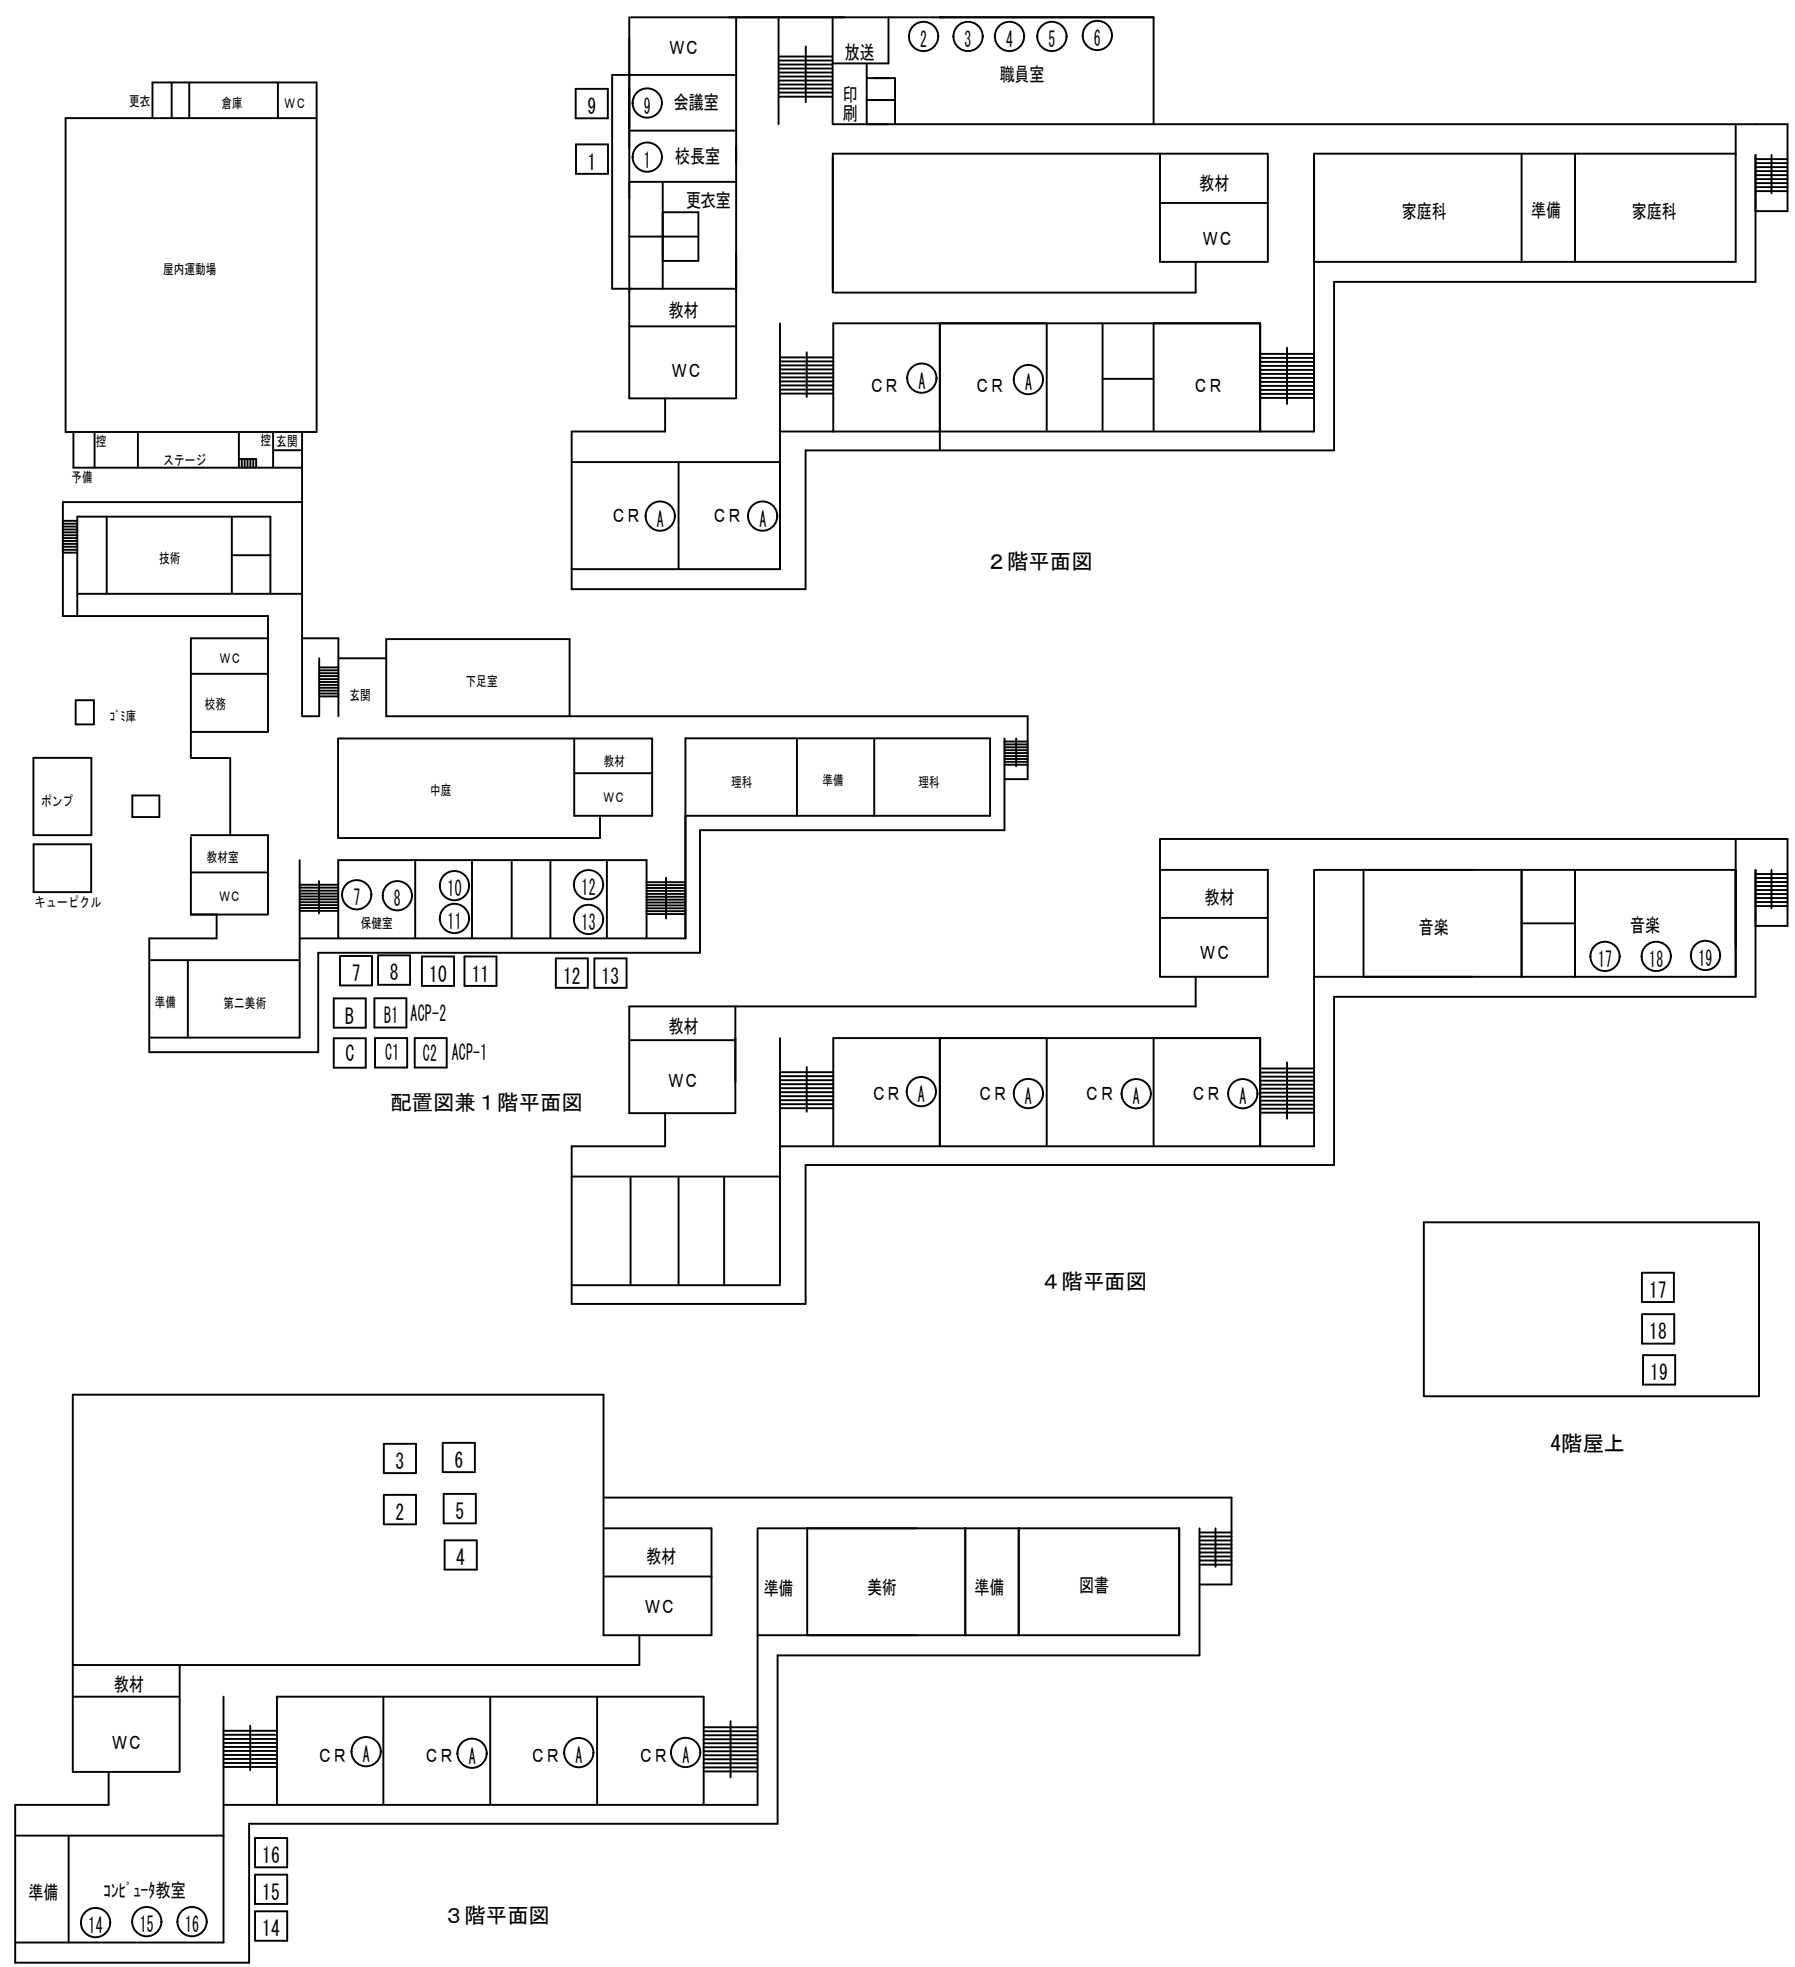 WC
放送
② ③ ④ ⑤ ⑥
職員室
9
⑨ 会議室
印刷
1
① 校長室
更衣室
教材
WC
教材
WC
家庭科
準備
家庭科
CR Ⓐ
CR Ⓐ
CR
CR Ⓐ
CR Ⓐ
2階平面図
更衣
倉庫
WC
屋内運動場
控
ステージ
控
玄関
予備
技術
WC
校務
玄関
下足室
ゴミ庫
ポンプ
キュービクル
中庭
教材
WC
理科
準備
理科
教材室
WC
⑦ ⑧
保健室
⑩
⑪
⑫
⑬
7 8 10 11 12 13
準備
第二美術
B B1 ACP-2
C C1 C2 ACP-1
配置図兼1階平面図
教材
WC
音楽
音楽
⑰ ⑱ ⑲
教材
WC
CR Ⓐ
CR Ⓐ
CR Ⓐ
CR Ⓐ
4階平面図
17
18
19
4階屋上
3 6
2 5
4
教材
WC
準備
美術
準備
図書
教材
WC
CR Ⓐ
CR Ⓐ
CR Ⓐ
CR Ⓐ
準備
コンピュータ教室
⑭ ⑮ ⑯
16
15
14
3階平面図